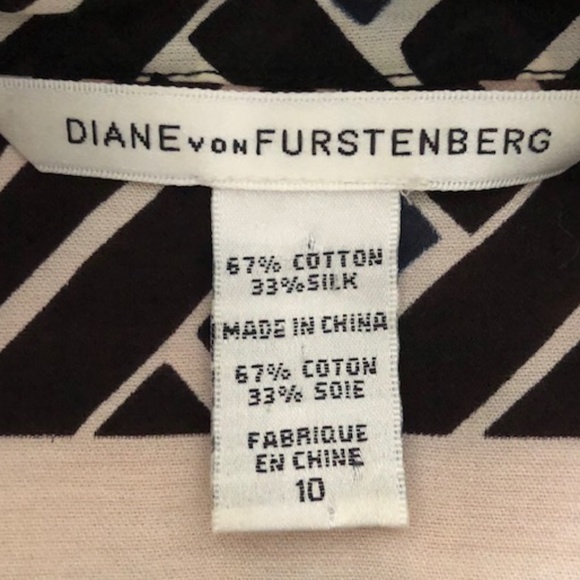 DIANE VON FURSTENBERG
67% COTTON
33% SILK
MADE IN CHINA
67% COTON
33% SOIE
FABRIQUE
EN CHINE
10